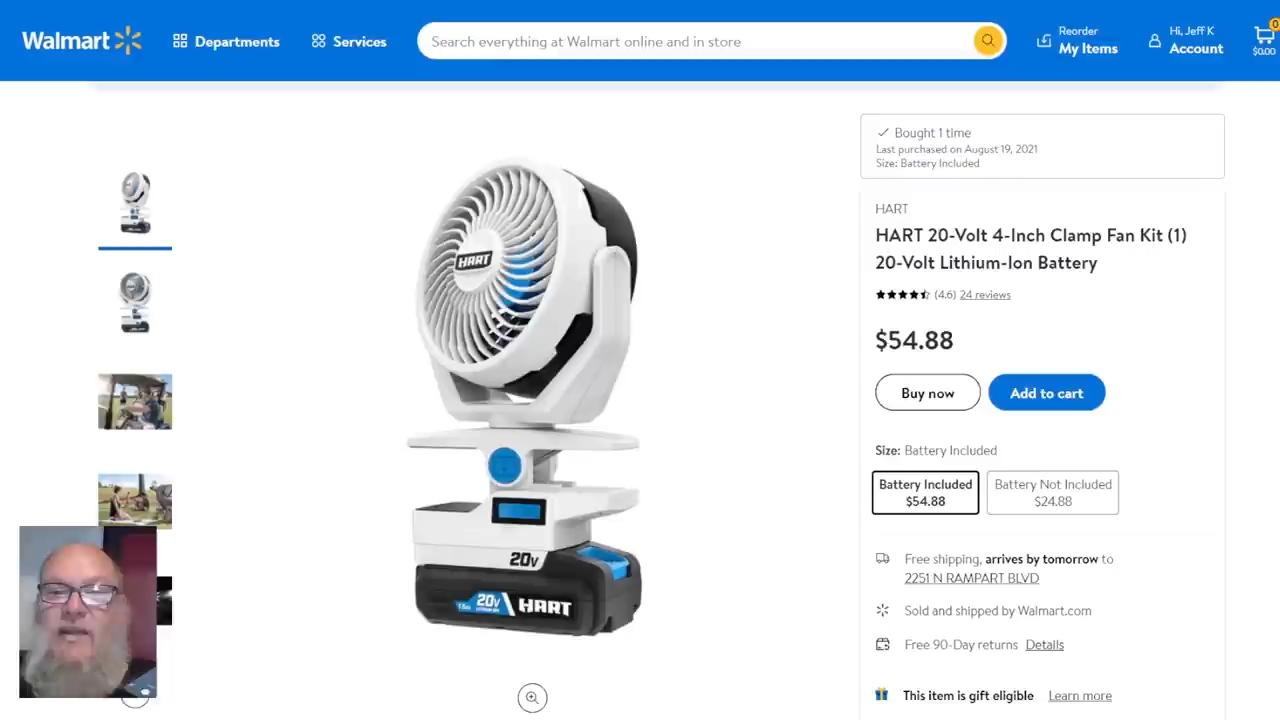 Walmart
Departments
Services
Search everything at Walmart online and in store
Reorder
My Items
Hi, Jeff K
Account
0
$0.00
Bought 1 time
Last purchased on August 19, 2021
Size: Battery Included
HART
HART 20-Volt 4-Inch Clamp Fan Kit (1)
20-Volt Lithium-Ion Battery
(4.6) 24 reviews
$54.88
Buy now
Add to cart
Size: Battery Included
Battery Included
$54.88
Battery Not Included
$24.88
Free shipping, arrives by tomorrow to
2251 N RAMPART BLVD
Sold and shipped by Walmart.com
Free 90-Day returns Details
This item is gift eligible Learn more
HART
20V
20V HART